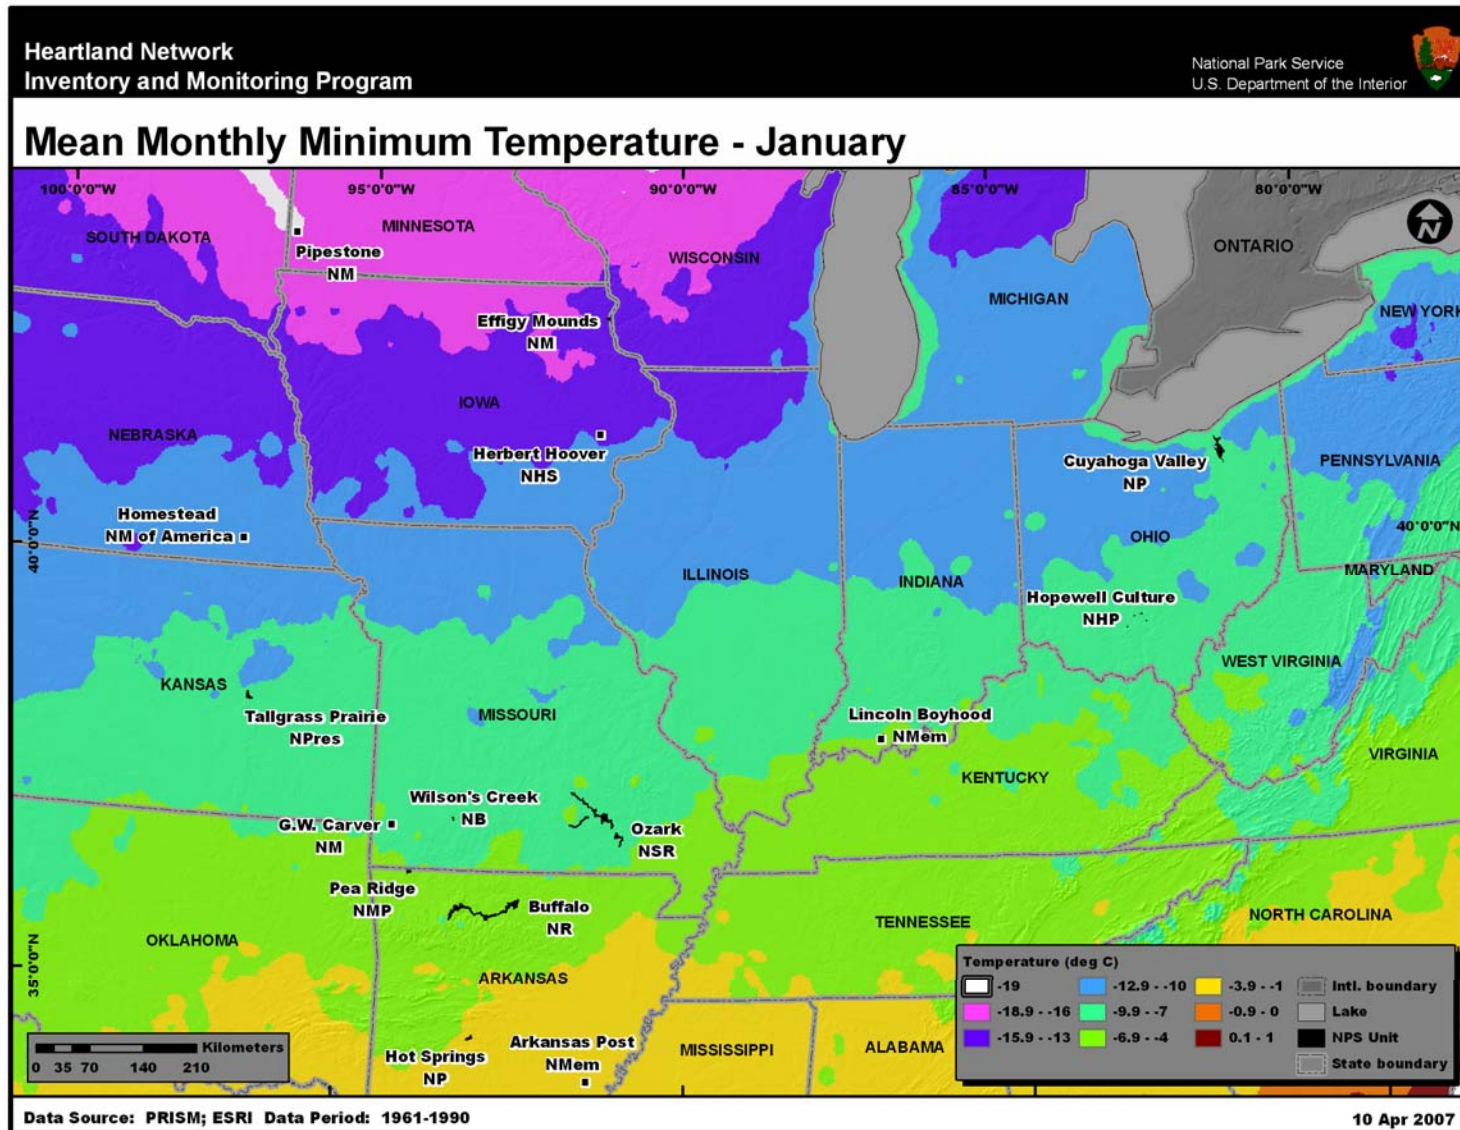 Heartland Network
Inventory and Monitoring Program
National Park Service
U.S. Department of the Interior
Mean Monthly Minimum Temperature - January
100°0'0"W
95°0'0"W
90°0'0"W
85°0'0"W
80°0'0"W
N
SOUTH DAKOTA
MINNESOTA
WISCONSIN
ONTARIO
MICHIGAN
NEW YORK
Pipestone
NM
Effigy Mounds
NM
IOWA
NEBRASKA
Herbert Hoover
NHS
Cuyahoga Valley
NP
PENNSYLVANIA
Homestead
NM of America
40°0'0"N
40°0'0"N
OHIO
ILLINOIS
INDIANA
MARYLAND
Hopewell Culture
NHP
WEST VIRGINIA
KANSAS
Tallgrass Prairie
NPres
MISSOURI
Lincoln Boyhood
NMem
VIRGINIA
KENTUCKY
Wilson's Creek
NB
G.W. Carver
NM
Ozark
NSR
Pea Ridge
NMP
Buffalo
NR
OKLAHOMA
TENNESSEE
NORTH CAROLINA
35°0'0"N
ARKANSAS
Hot Springs
NP
Arkansas Post
NMem
MISSISSIPPI
ALABAMA
Temperature (deg C)
-19
-18.9 - -16
-15.9 - -13
-12.9 - -10
-9.9 - -7
-6.9 - -4
-3.9 - -1
-0.9 - 0
0.1 - 1
Intl. boundary
Lake
NPS Unit
State boundary
Kilometers
0 35 70 140 210
Data Source: PRISM; ESRI Data Period: 1961-1990
10 Apr 2007